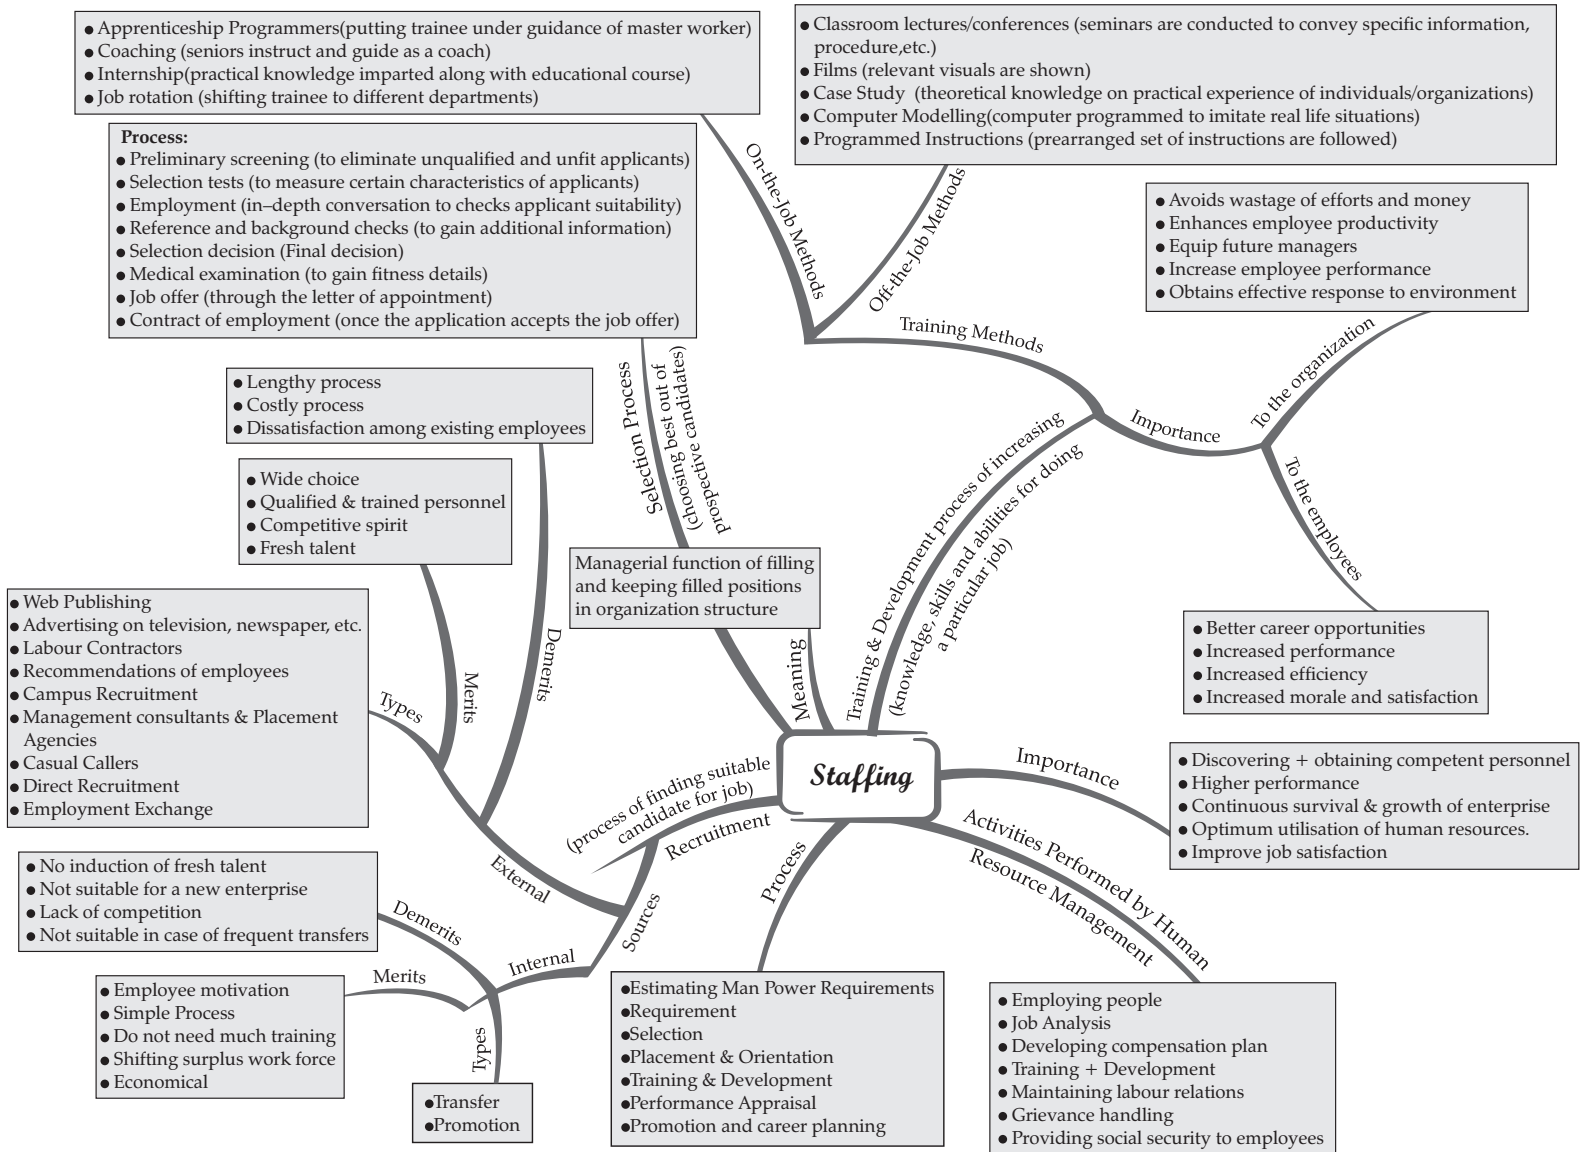 ● Apprenticeship Programmers(putting trainee under guidance of master worker)
● Coaching (seniors instruct and guide as a coach)
● Internship(practical knowledge imparted along with educational course)
● Job rotation (shifting trainee to different departments)
● Classroom lectures/conferences (seminars are conducted to convey specific information,
procedure,etc.)
● Films (relevant visuals are shown)
● Case Study (theoretical knowledge on practical experience of individuals/organizations)
● Computer Modelling(computer programmed to imitate real life situations)
● Programmed Instructions (prearranged set of instructions are followed)
On-the-Job Methods
Off-the-Job Methods
Training Methods
Process:
● Preliminary screening (to eliminate unqualified and unfit applicants)
● Selection tests (to measure certain characteristics of applicants)
● Employment (in–depth conversation to checks applicant suitability)
● Reference and background checks (to gain additional information)
● Selection decision (Final decision)
● Medical examination (to gain fitness details)
● Job offer (through the letter of appointment)
● Contract of employment (once the application accepts the job offer)
Selection Process
(choosing best out of
prospective candidates)
● Avoids wastage of efforts and money
● Enhances employee productivity
● Equip future managers
● Increase employee performance
● Obtains effective response to environment
To the organization
Importance
To the employees
● Better career opportunities
● Increased performance
● Increased efficiency
● Increased morale and satisfaction
Training & Development process of increasing
(knowledge, skills and abilities for doing
a particular job)
● Lengthy process
● Costly process
● Dissatisfaction among existing employees
Demerits
● Wide choice
● Qualified & trained personnel
● Competitive spirit
● Fresh talent
Merits
● Web Publishing
● Advertising on television, newspaper, etc.
● Labour Contractors
● Recommendations of employees
● Campus Recruitment
● Management consultants & Placement
Agencies
● Casual Callers
● Direct Recruitment
● Employment Exchange
Types
External
Managerial function of filling
and keeping filled positions
in organization structure
Meaning
Staffing
Importance
● Discovering + obtaining competent personnel
● Higher performance
● Continuous survival & growth of enterprise
● Optimum utilisation of human resources.
● Improve job satisfaction
(process of finding suitable
candidate for job)
Recruitment
Sources
Internal
● No induction of fresh talent
● Not suitable for a new enterprise
● Lack of competition
● Not suitable in case of frequent transfers
Demerits
Merits
● Employee motivation
● Simple Process
● Do not need much training
● Shifting surplus work force
● Economical
Types
●Transfer
●Promotion
Process
●Estimating Man Power Requirements
●Requirement
●Selection
●Placement & Orientation
●Training & Development
●Performance Appraisal
●Promotion and career planning
Activities Performed by Human
Resource Management
● Employing people
● Job Analysis
● Developing compensation plan
● Training + Development
● Maintaining labour relations
● Grievance handling
● Providing social security to employees